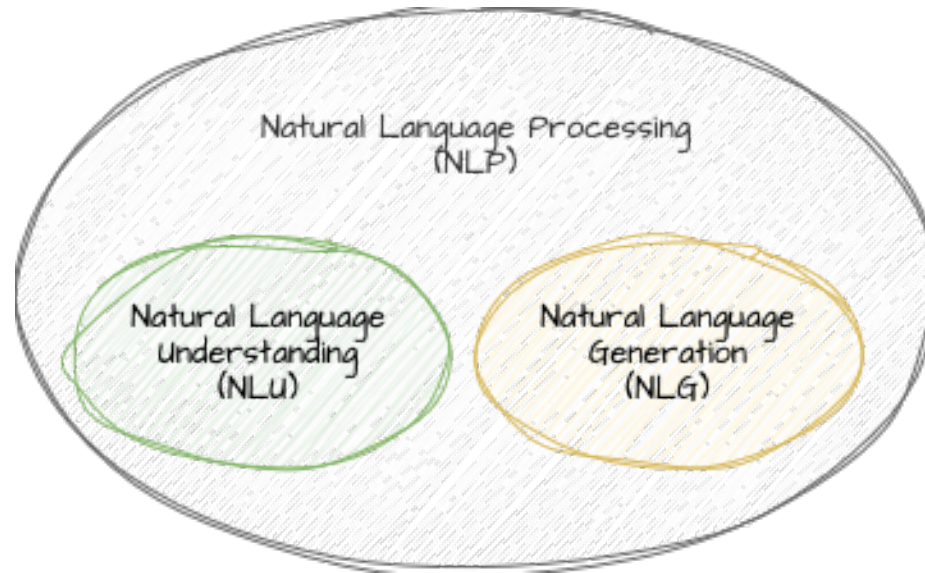 Natural Language Processing
(NLP)
Natural Language
Understanding
(NLU)
Natural Language
Generation
(NLG)